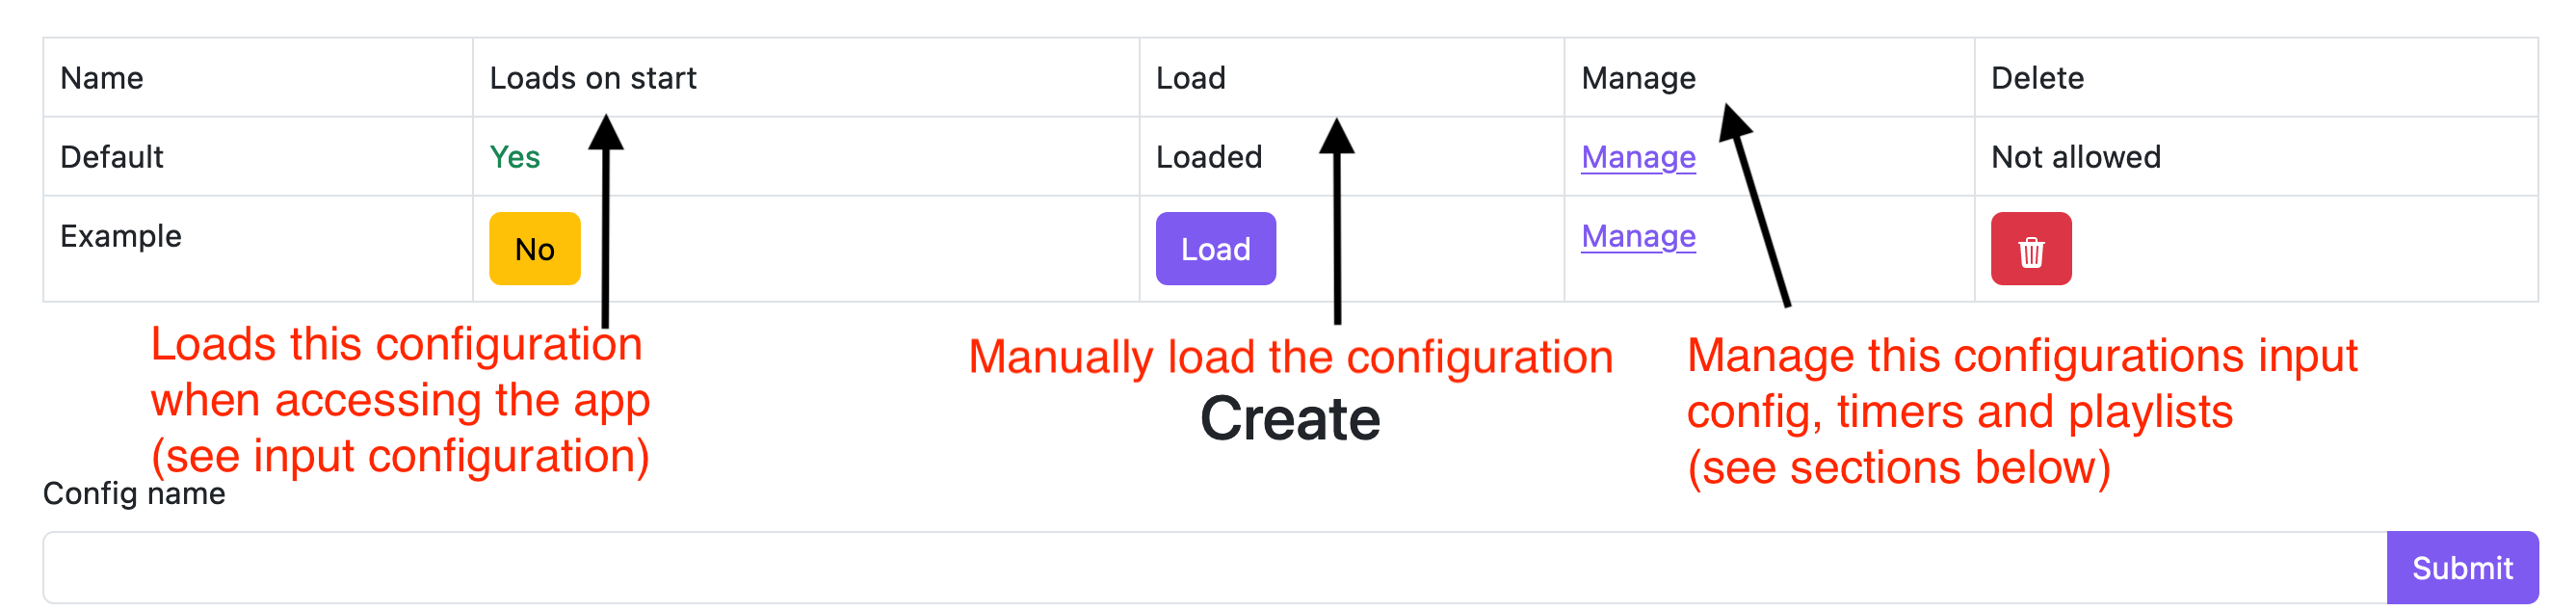 Name Loads on start Load Manage Delete
Default Yes Loaded Manage Not allowed
Example No Load Manage
Loads this configuration
when accessing the app
(see input configuration)
Manually load the configuration
Manage this configurations input
config, timers and playlists
(see sections below)
Create
Config name
Submit